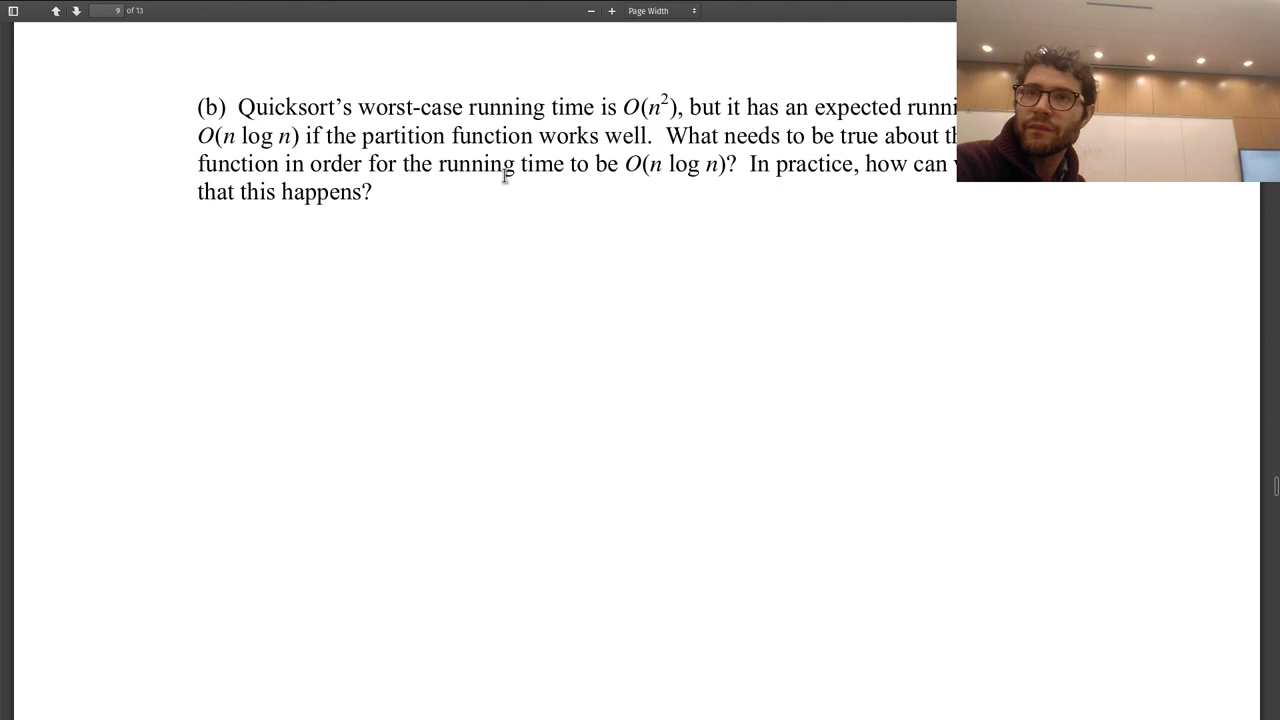 9 of 13
Page Width
(b) Quicksort's worst-case running time is O(n²), but it has an expected
O(n log n) if the partition function works well. What needs to be true about
function in order for the running time to be O(n log n)? In practice, how can
that this happens?